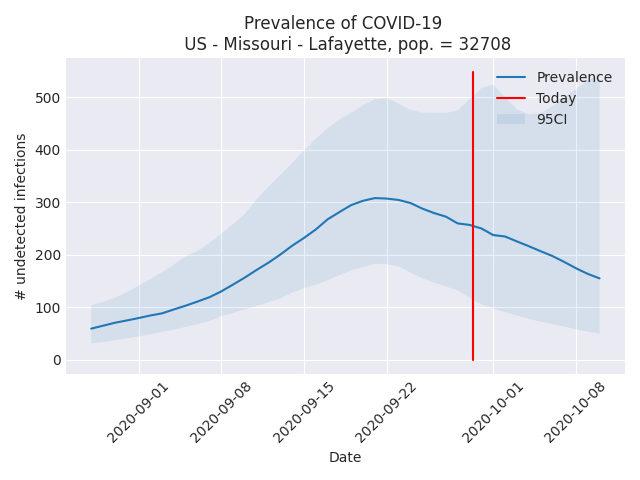 Prevalence of COVID-19
US - Missouri - Lafayette, pop. = 32708
Prevalence
Today
95CI
500
400
300
200
100
0
# undetected infections
2020-09-01
2020-09-08
2020-09-15
2020-09-22
2020-10-01
2020-10-08
Date